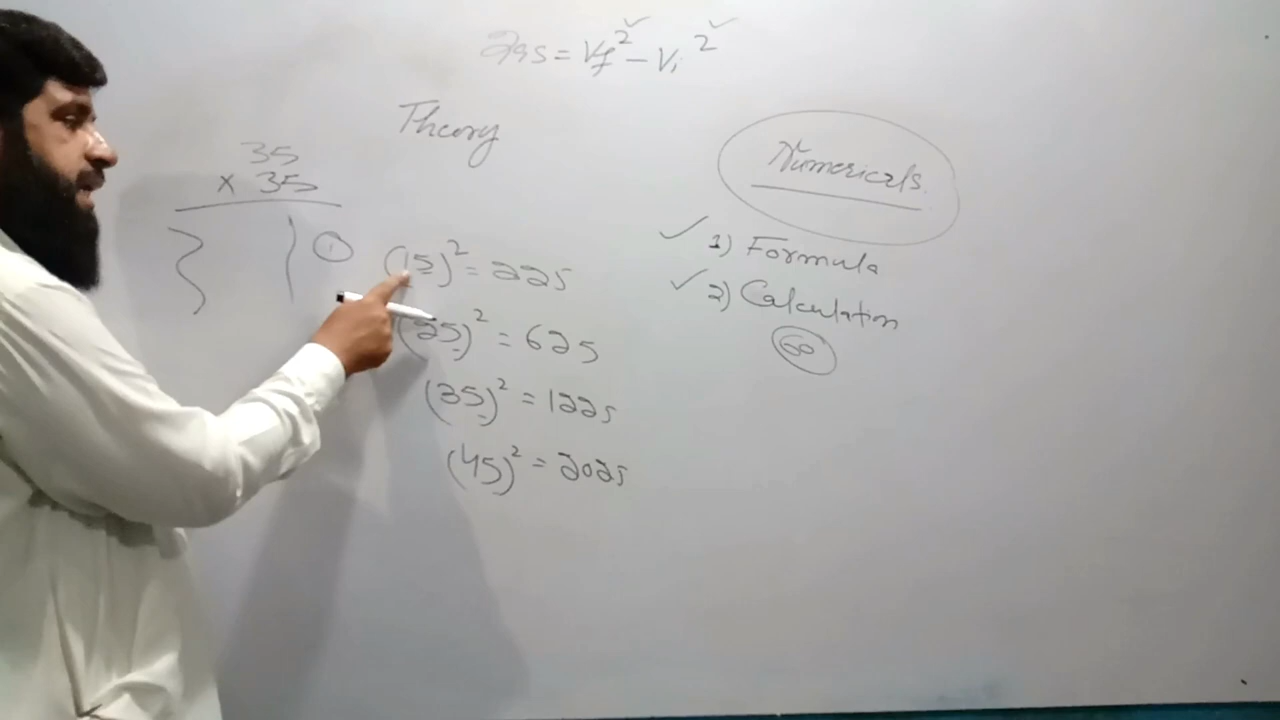 2as = Vf² - Vi²
Theory
Numericals
35
x 35
1
(15)² = 225
(25)² = 625
(35)² = 1225
(45)² = 2025
1) Formula
2) Calculation